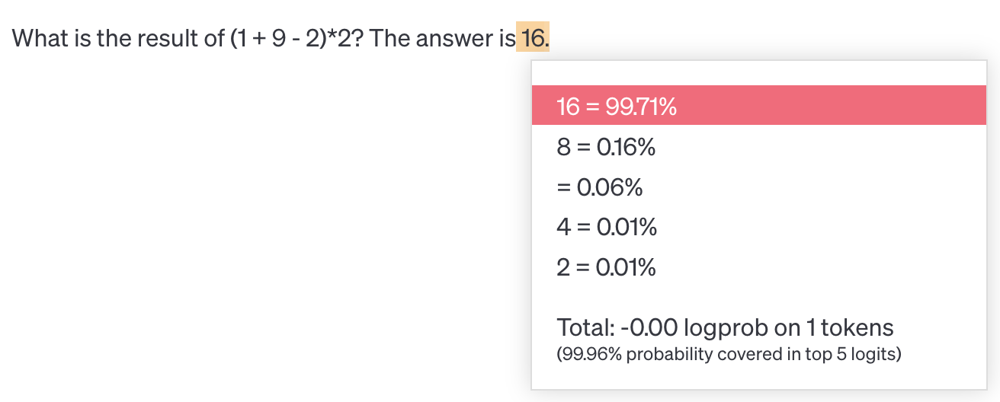 What is the result of (1 + 9 - 2)*2? The answer is 16.
16 = 99.71%
8 = 0.16%
= 0.06%
4 = 0.01%
2 = 0.01%
Total: -0.00 logprob on 1 tokens
(99.96% probability covered in top 5 logits)